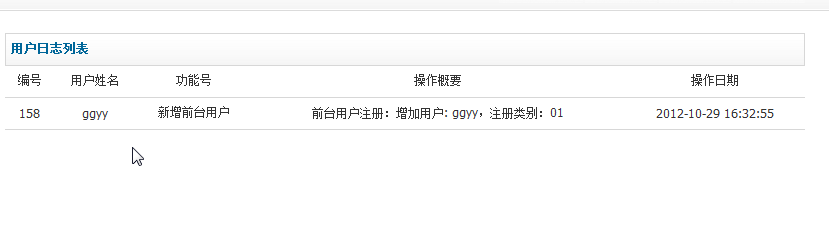 用户日志列表
编号 用户姓名 功能号 操作概要 操作日期
158 ggyy 新增前台用户 前台用户注册：增加用户: ggyy，注册类别：01 2012-10-29 16:32:55